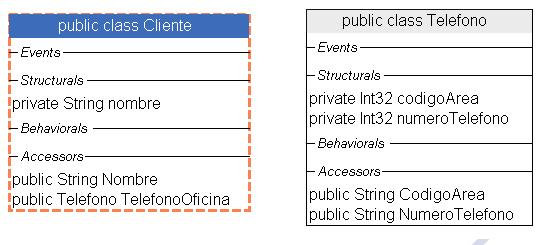 public class Cliente
Events
Structurals
private String nombre
Behaviorals
Accessors
public String Nombre
public Telefono TelefonoOficina
public class Telefono
Events
Structurals
private Int32 codigoArea
private Int32 numeroTelefono
Behaviorals
Accessors
public String CodigoArea
public String NumeroTelefono